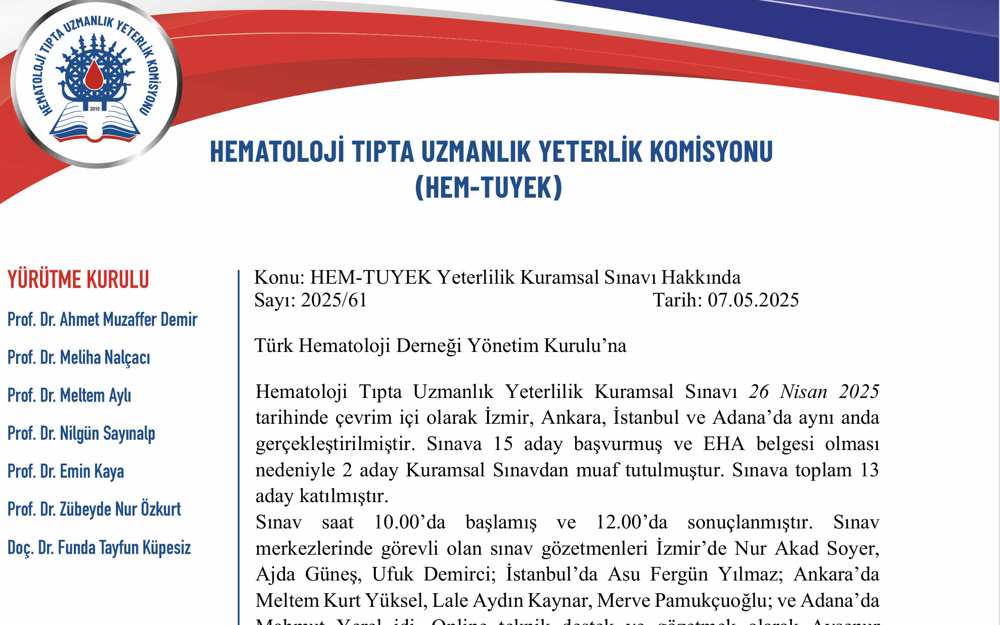 HEMATOLOJİ TIPTA UZMANLIK YETERLİK KOMİSYONU
2010
HEMATOLOJİ TIPTA UZMANLIK YETERLİK KOMİSYONU
(HEM-TUYEK)
YÜRÜTME KURULU
Prof. Dr. Ahmet Muzaffer Demir
Prof. Dr. Meliha Nalçacı
Prof. Dr. Meltem Aylı
Prof. Dr. Nilgün Sayınalp
Prof. Dr. Emin Kaya
Prof. Dr. Zübeyde Nur Özkurt
Doç. Dr. Funda Tayfun Küpesiz
Konu: HEM-TUYEK Yeterlilik Kuramsal Sınavı Hakkında
Sayı: 2025/61 Tarih: 07.05.2025
Türk Hematoloji Derneği Yönetim Kurulu’na
Hematoloji Tıpta Uzmanlık Yeterlilik Kuramsal Sınavı 26 Nisan 2025
tarihinde çevrim içi olarak İzmir, Ankara, İstanbul ve Adana’da aynı anda
gerçekleştirilmiştir. Sınava 15 aday başvurmuş ve EHA belgesi olması
nedeniyle 2 aday Kuramsal Sınavdan muaf tutulmuştur. Sınava toplam 13
aday katılmıştır.
Sınav saat 10.00’da başlamış ve 12.00’da sonuçlanmıştır. Sınav
merkezlerinde görevli olan sınav gözetmenleri İzmir’de Nur Akad Soyer,
Ajda Güneş, Ufuk Demirci; İstanbul’da Asu Fergün Yılmaz; Ankara’da
Meltem Kurt Yüksel, Lale Aydın Kaynar, Merve Pamukçuoğlu; ve Adana’da
idi. Online teknik destek ve gözetmek olarak